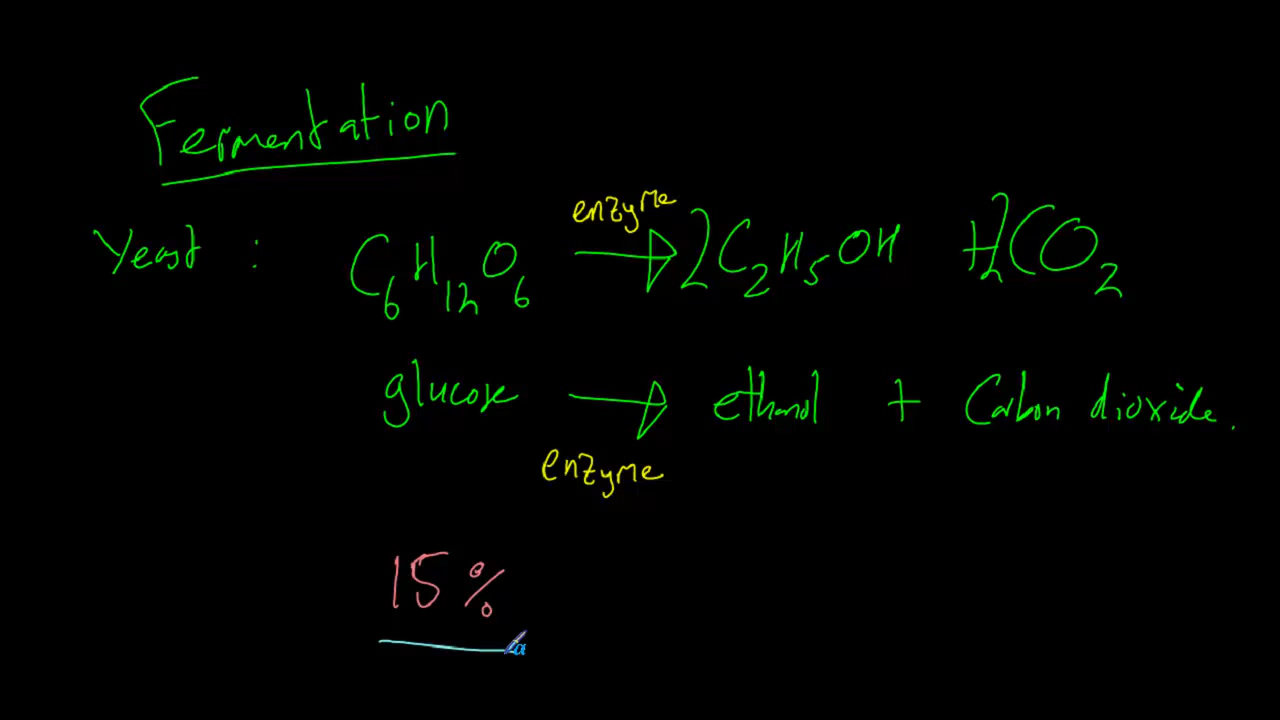 Fermentation
enzyme
Yeast : C6H12O6 → 2C2H5OH + 2CO2
glucose → ethanol + Carbon dioxide.
enzyme
15%